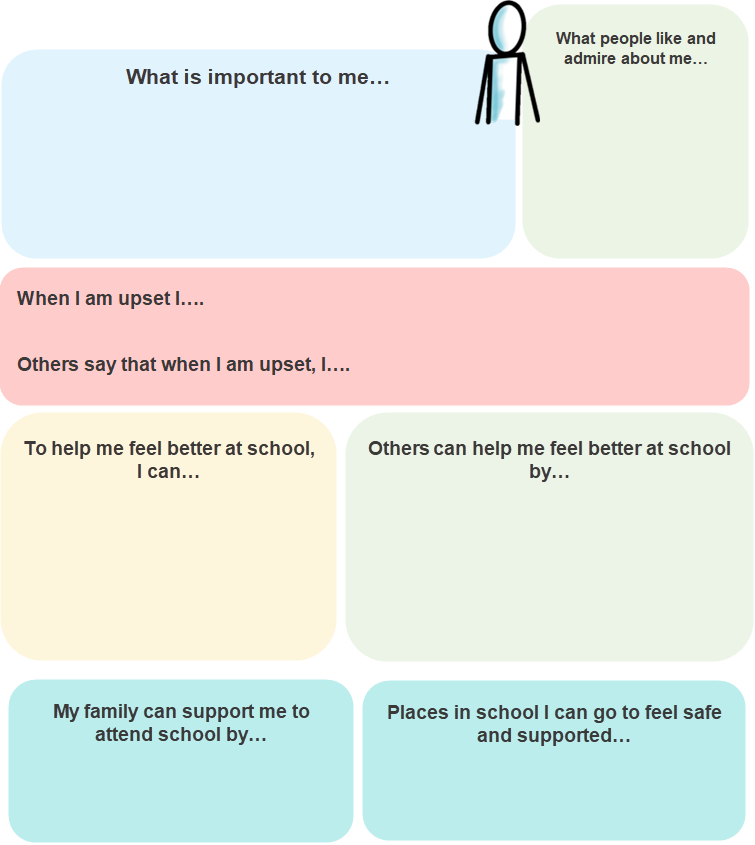 What is important to me…
What people like and
admire about me…
When I am upset I….
Others say that when I am upset, I….
To help me feel better at school,
I can…
Others can help me feel better at school
by…
My family can support me to
attend school by…
Places in school I can go to feel safe
and supported…